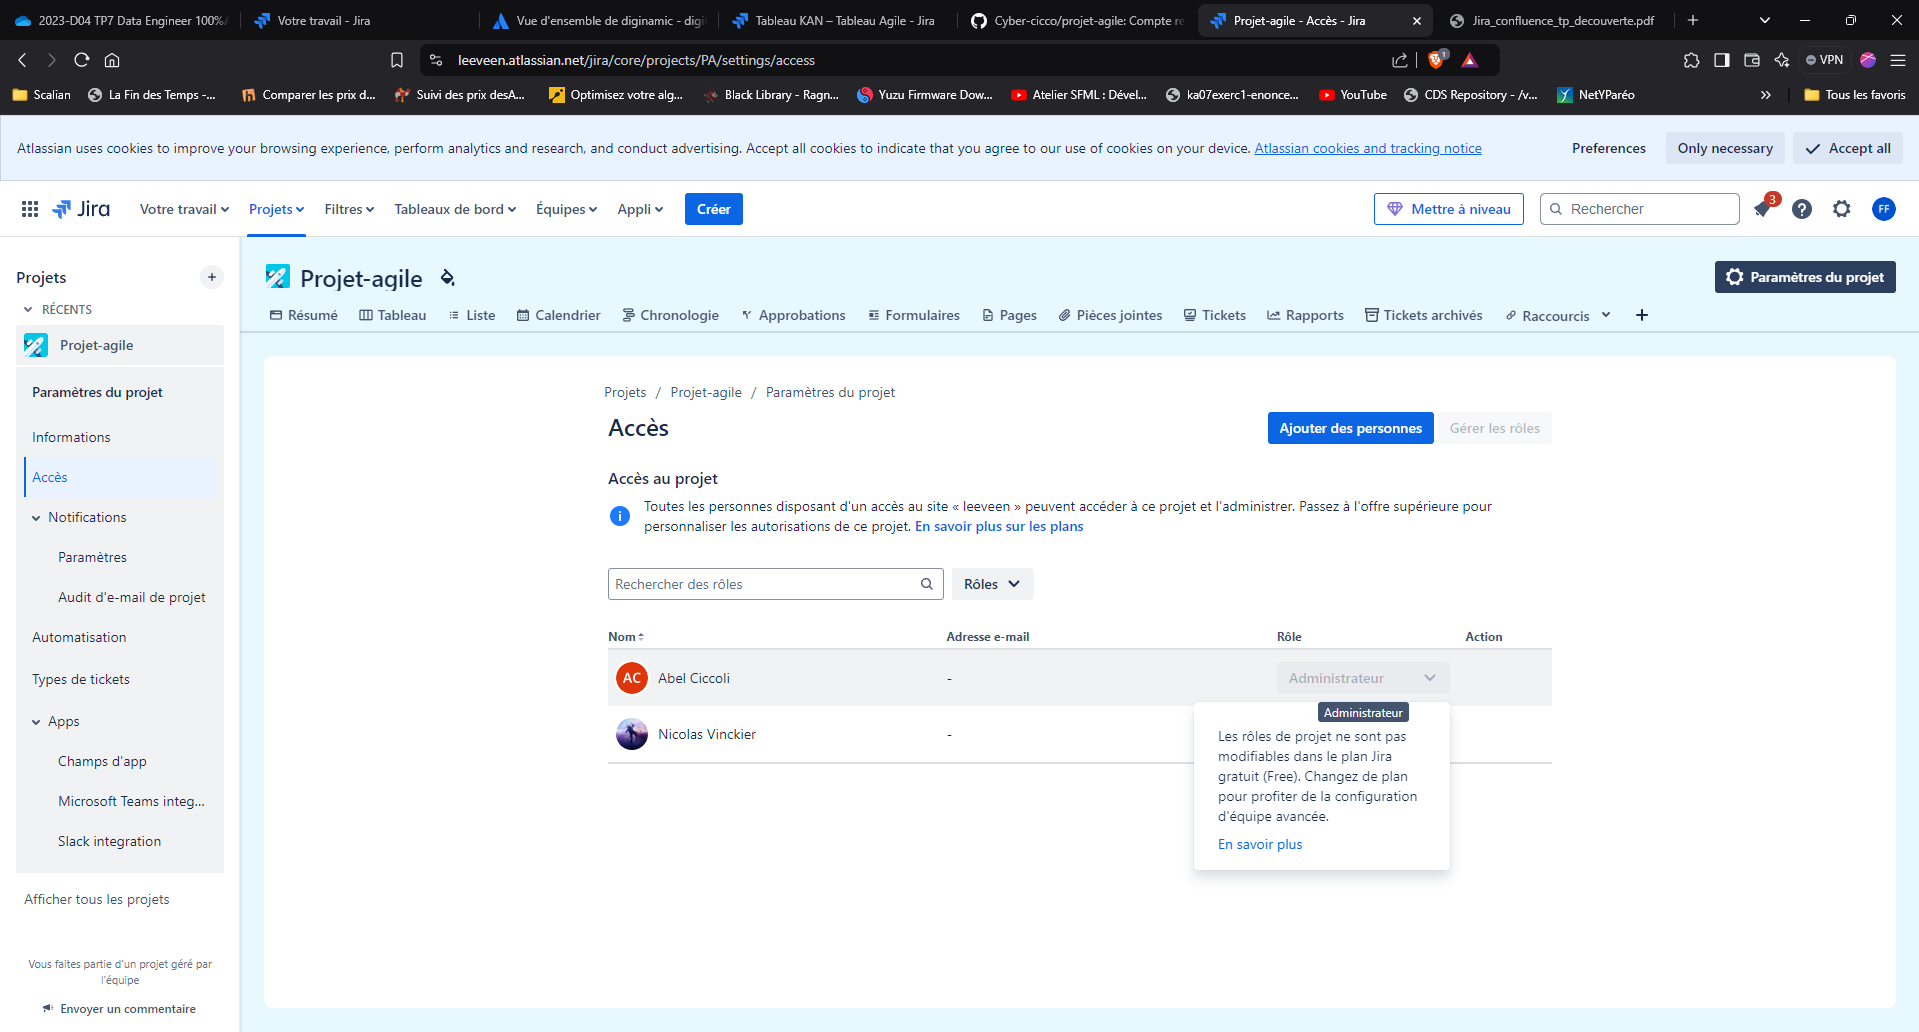 2023-D04 TP7 Data Engineer 100%
Votre travail - Jira
Vue d'ensemble de diginamic - digi
Tableau KAN – Tableau Agile - Jira
Cyber-cicco/projet-agile: Compte re
Projet-agile - Accès - Jira
Jira_confluence_tp_decouverte.pdf
leeveen.atlassian.net/jira/core/projects/PA/settings/access
1
VPN
Scalian
La Fin des Temps -...
Comparer les prix d...
Suivi des prix desA...
Optimisez votre alg...
Black Library - Ragn...
Yuzu Firmware Dow...
Atelier SFML : Dével...
ka07exerc1-enonce...
YouTube
CDS Repository - /v...
NetYParéo
Tous les favoris
Atlassian uses cookies to improve your browsing experience, perform analytics and research, and conduct advertising. Accept all cookies to indicate that you agree to our use of cookies on your device. Atlassian cookies and tracking notice
Preferences
Only necessary
Accept all
Jira
Votre travail
Projets
Filtres
Tableaux de bord
Équipes
Appli
Créer
Mettre à niveau
Rechercher
3
FF
Projets
RÉCENTS
Projet-agile
Paramètres du projet
Informations
Accès
Notifications
Paramètres
Audit d'e-mail de projet
Automatisation
Types de tickets
Apps
Champs d'app
Microsoft Teams integ...
Slack integration
Afficher tous les projets
Vous faites partie d'un projet géré par
l'équipe
Envoyer un commentaire
Projet-agile
Paramètres du projet
Résumé
Tableau
Liste
Calendrier
Chronologie
Approbations
Formulaires
Pages
Pièces jointes
Tickets
Rapports
Tickets archivés
Raccourcis
Projets / Projet-agile / Paramètres du projet
Accès
Ajouter des personnes
Gérer les rôles
Accès au projet
Toutes les personnes disposant d'un accès au site « leeveen » peuvent accéder à ce projet et l'administrer. Passez à l'offre supérieure pour
personnaliser les autorisations de ce projet. En savoir plus sur les plans
Rechercher des rôles
Rôles
Nom
Adresse e-mail
Rôle
Action
AC
Abel Ciccoli
-
Administrateur
Nicolas Vinckier
-
Administrateur
Les rôles de projet ne sont pas
modifiables dans le plan Jira
gratuit (Free). Changez de plan
pour profiter de la configuration
d'équipe avancée.
En savoir plus